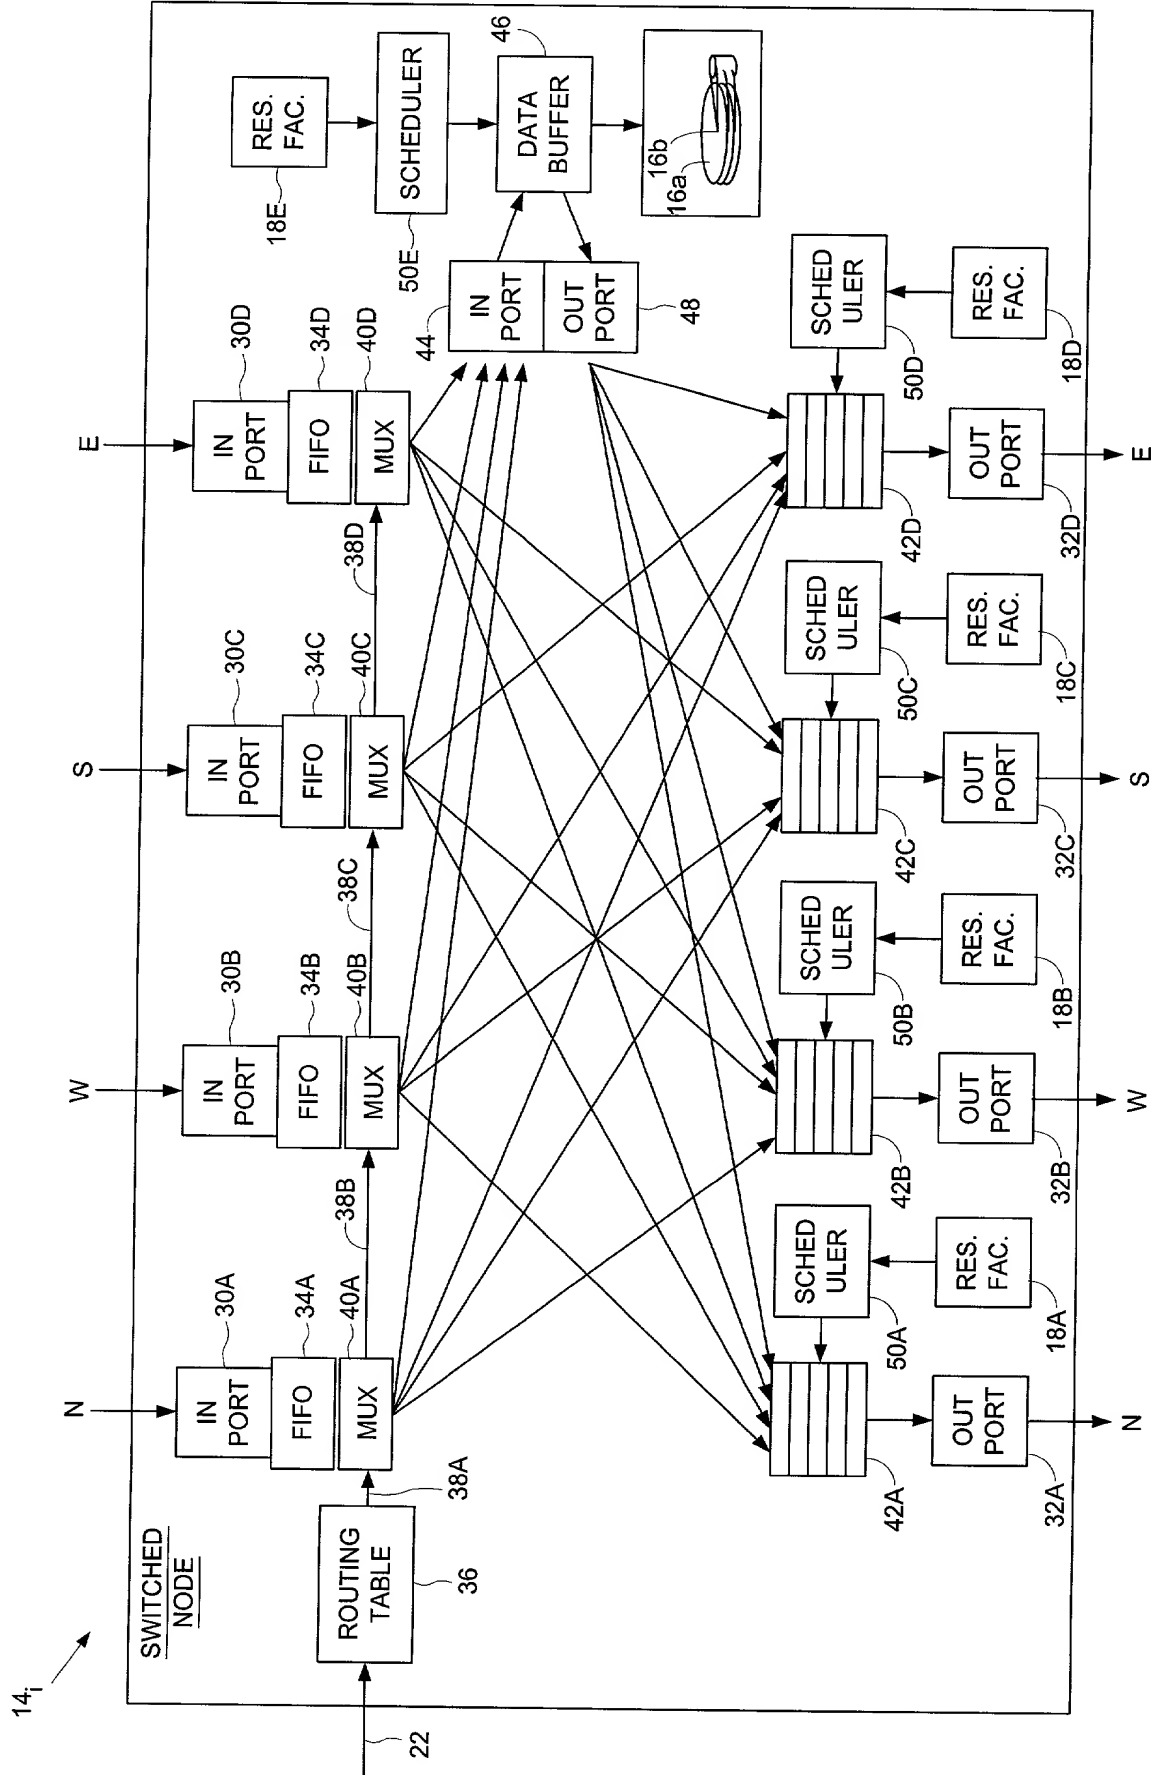 14i
SWITCHED
NODE
22
ROUTING
TABLE
36
38A
N
IN
PORT
30A
FIFO
34A
MUX
40A
38B
W
IN
PORT
30B
FIFO
34B
MUX
40B
38C
S
IN
PORT
30C
FIFO
34C
MUX
40C
38D
E
IN
PORT
30D
FIFO
34D
MUX
40D
RES.
FAC.
18E
SCHEDULER
50E
DATA
BUFFER
46
IN
PORT
44
OUT
PORT
48
16b
16a
42A
SCHED
ULER
50A
RES.
FAC.
18A
OUT
PORT
32A
N
42B
SCHED
ULER
50B
RES.
FAC.
18B
OUT
PORT
32B
W
42C
SCHED
ULER
50C
RES.
FAC.
18C
OUT
PORT
32C
S
42D
SCHED
ULER
50D
RES.
FAC.
18D
OUT
PORT
32D
E